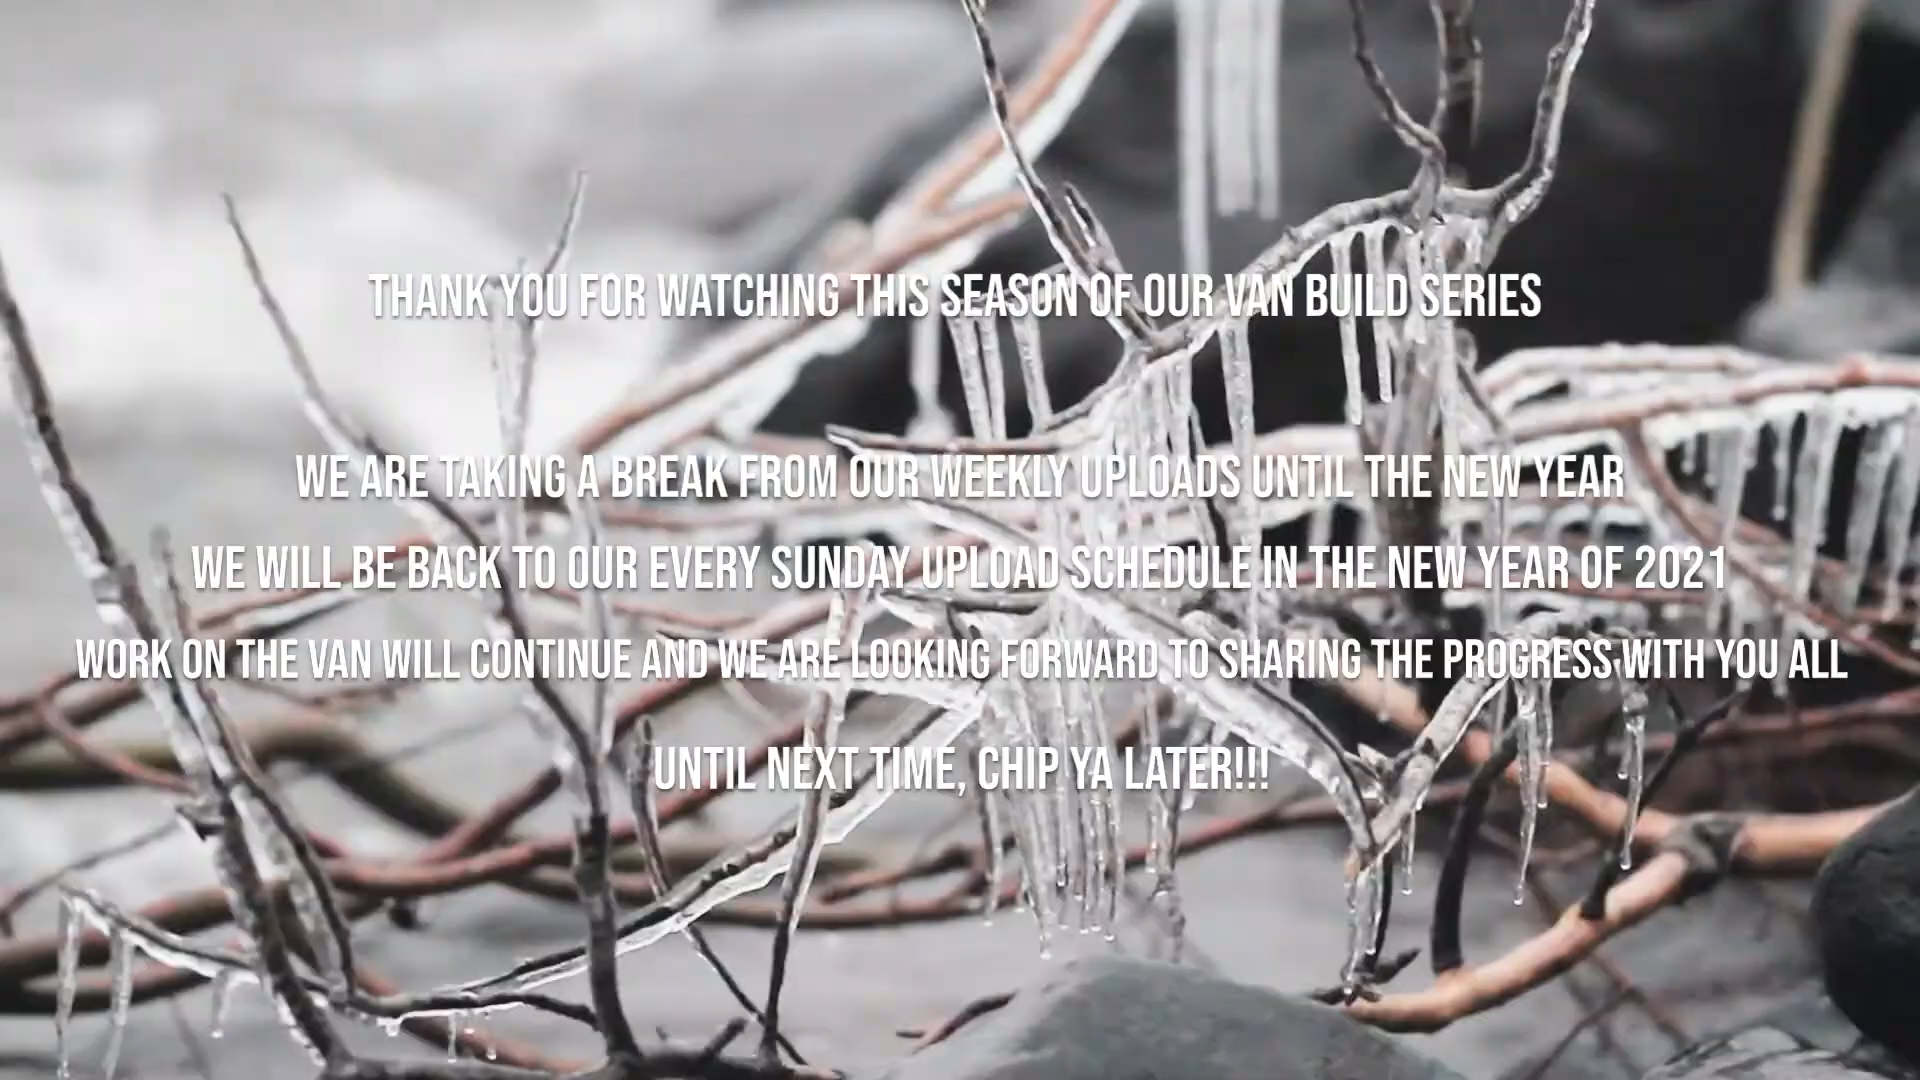 THANK YOU FOR WATCHING THIS SEASON OF OUR VAN BUILD SERIES
WE ARE TAKING A BREAK FROM OUR WEEKLY UPLOADS UNTIL THE NEW YEAR
WE WILL BE BACK TO OUR EVERY SUNDAY UPLOAD SCHEDULE IN THE NEW YEAR OF 2021
WORK ON THE VAN WILL CONTINUE AND WE ARE LOOKING FORWARD TO SHARING THE PROGRESS WITH YOU ALL
UNTIL NEXT TIME, CHIP YA LATER!!!